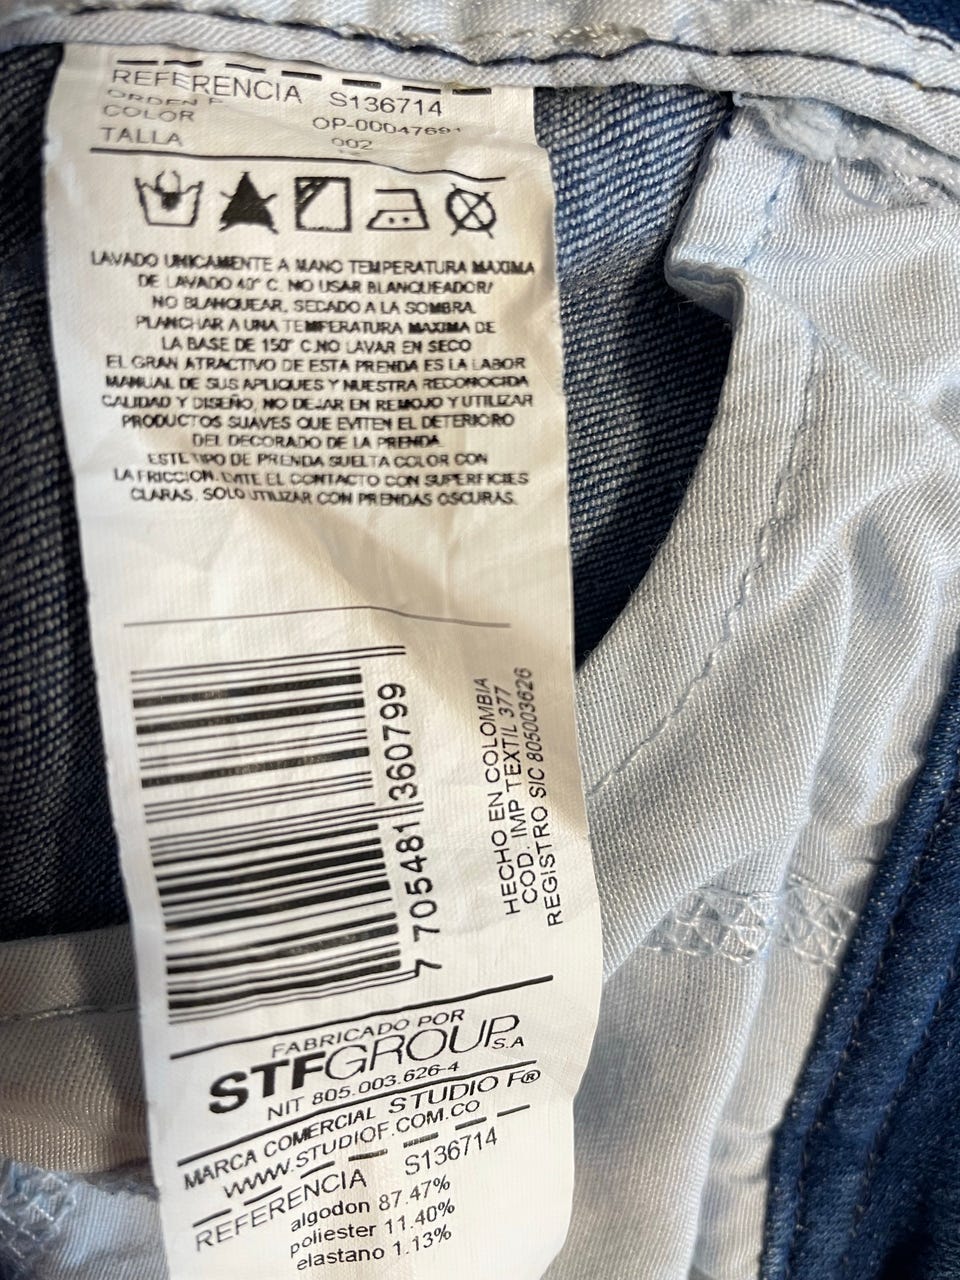 REFERENCIA S136714
ORDEN P. OP-00047691
COLOR 002
TALLA
LAVADO UNICAMENTE A MANO TEMPERATURA MAXIMA
DE LAVADO 40° C. NO USAR BLANQUEADOR/
NO BLANQUEAR, SECADO A LA SOMBRA.
PLANCHAR A UNA TEMPERATURA MAXIMA DE
LA BASE DE 150° C.NO LAVAR EN SECO
EL GRAN ATRACTIVO DE ESTA PRENDA ES LA LABOR
MANUAL DE SUS APLIQUES Y NUESTRA RECONOCIDA
CALIDAD Y DISEÑO, NO DEJAR EN REMOJO Y UTILIZAR
PRODUCTOS SUAVES QUE EVITEN EL DETERIORO
DEL DECORADO DE LA PRENDA.
ESTE TIPO DE PRENDA SUELTA COLOR CON
LA FRICCION. EVITE EL CONTACTO CON SUPERFICIES
CLARAS. SOLO UTILIZAR CON PRENDAS OSCURAS.
7 705481 360799
HECHO EN COLOMBIA
COD. IMP TEXTIL 377
REGISTRO SIC 805003626
FABRICADO POR
STFGROUP S.A
NIT 805.003.626-4
MARCA COMERCIAL STUDIO F®
WWW.STUDIOF.COM.CO
REFERENCIA S136714
algodon 87.47%
poliester 11.40%
elastano 1.13%